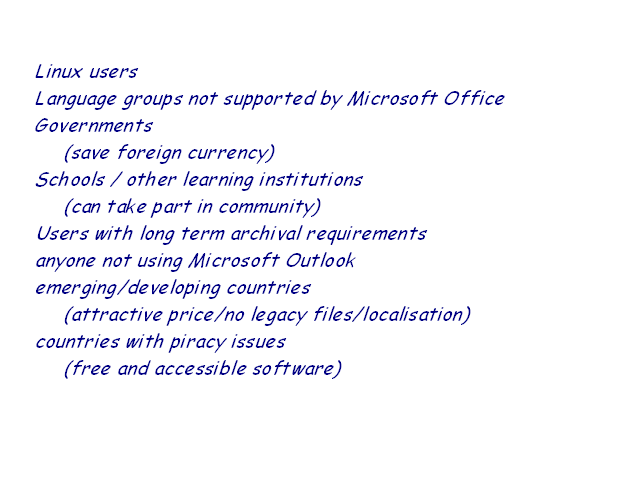 Linux users
Language groups not supported by Microsoft Office
Governments
(save foreign currency)
Schools / other learning institutions
(can take part in community)
Users with long term archival requirements
anyone not using Microsoft Outlook
emerging/developing countries
(attractive price/no legacy files/localisation)
countries with piracy issues
(free and accessible software)